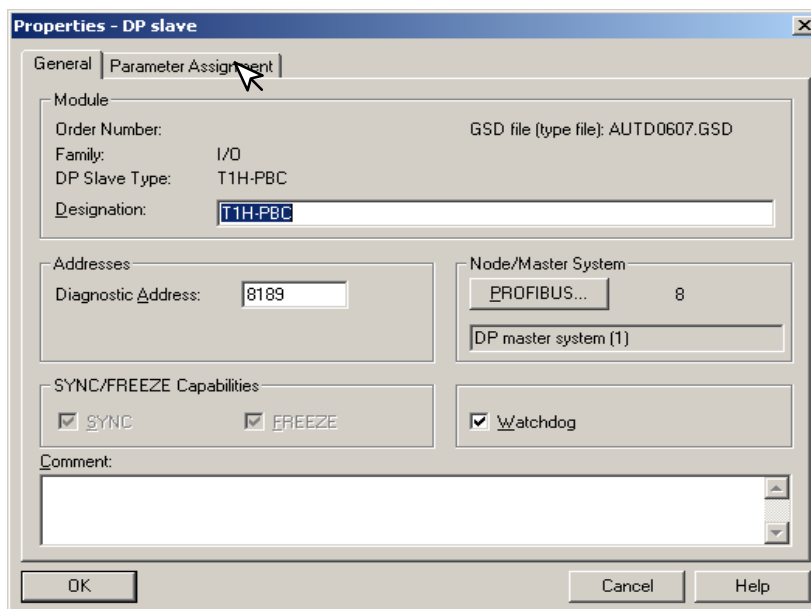 Properties - DP slave
General Parameter Assignment
Module
Order Number: GSD file (type file): AUTD0607.GSD
Family: I/O
DP Slave Type: T1H-PBC
Designation: T1H-PBC
Addresses
Diagnostic Address: 8189
Node/Master System
PROFIBUS... 8
DP master system (1)
SYNC/FREEZE Capabilities
SYNC FREEZE
Watchdog
Comment:
OK Cancel Help